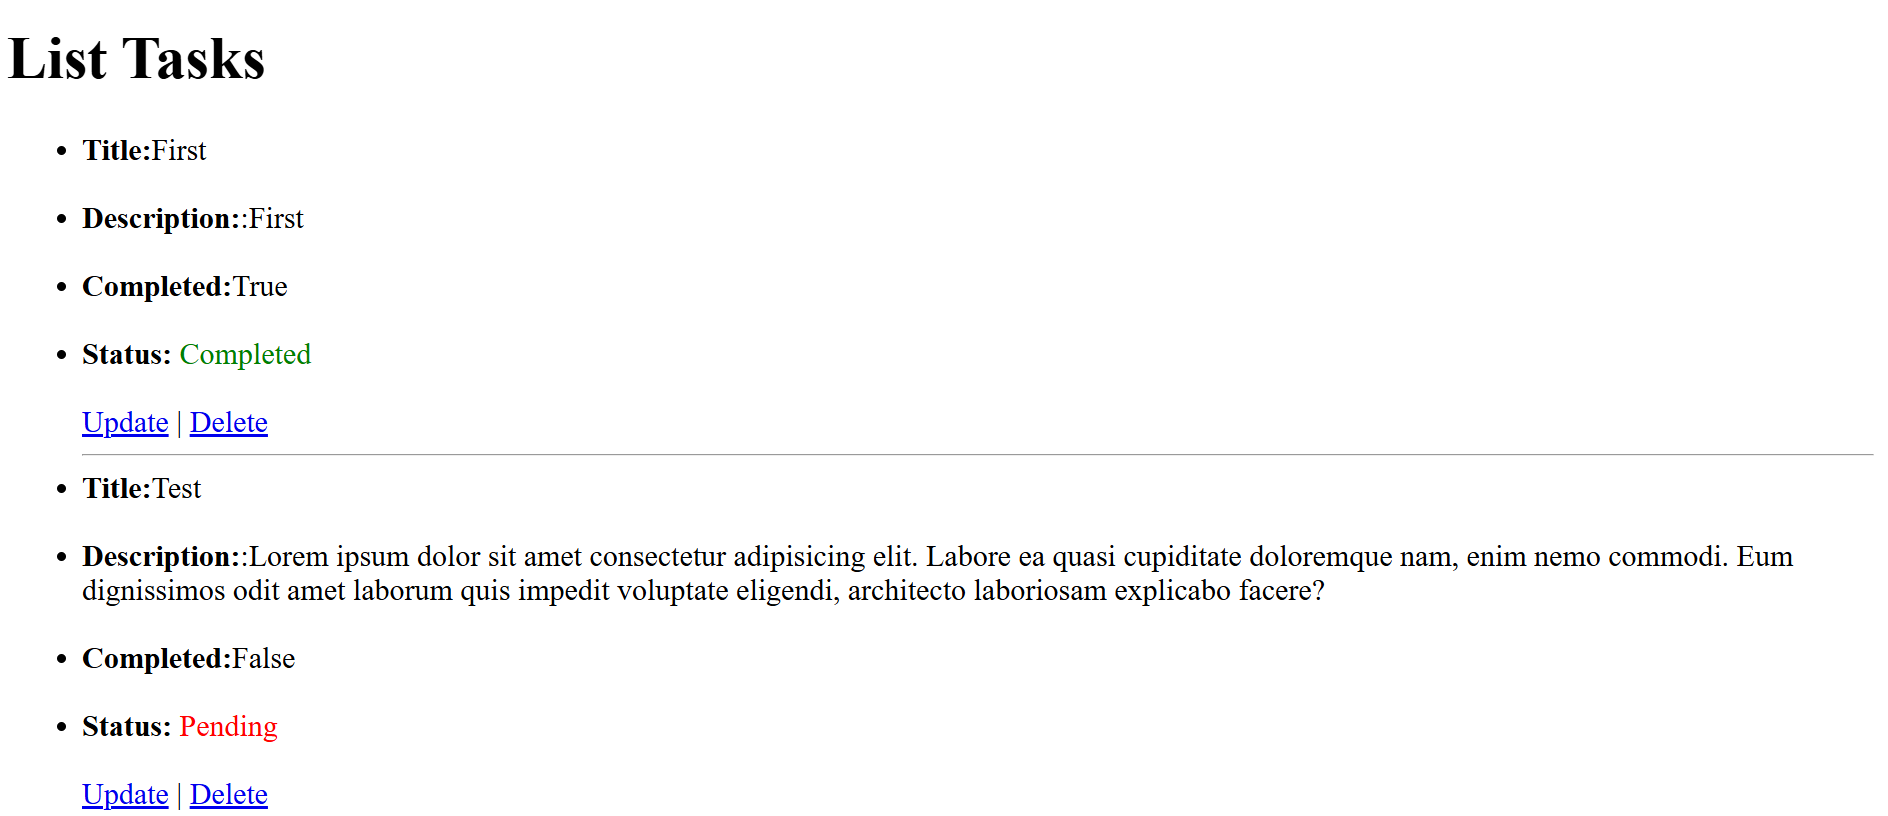 List Tasks
Title:First
Description::First
Completed:True
Status: Completed
Update | Delete
Title:Test
Description::Lorem ipsum dolor sit amet consectetur adipisicing elit. Labore ea quasi cupiditate doloremque nam, enim nemo commodi. Eum
dignissimos odit amet laborum quis impedit voluptate eligendi, architecto laboriosam explicabo facere?
Completed:False
Status: Pending
Update | Delete